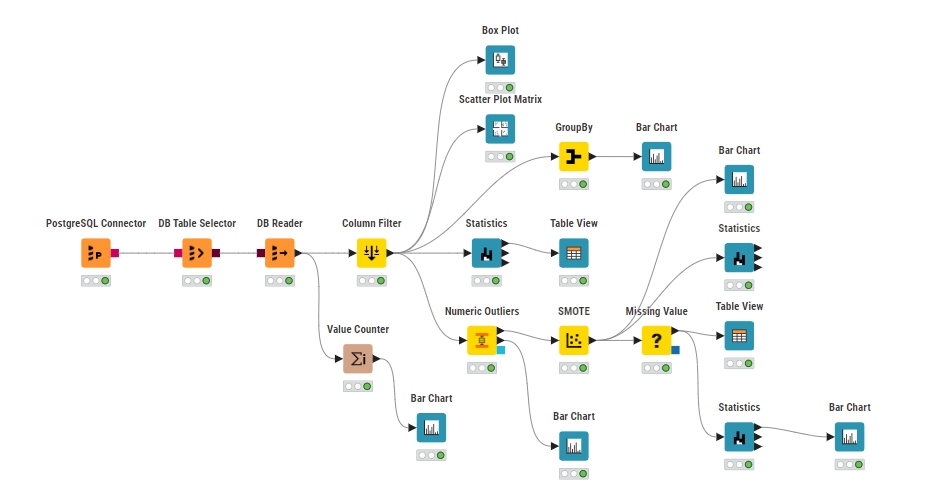 Box Plot
Scatter Plot Matrix
GroupBy
Bar Chart
Bar Chart
PostgreSQL Connector
DB Table Selector
DB Reader
Column Filter
Statistics
Table View
Statistics
Numeric Outliers
SMOTE
Missing Value
Table View
Value Counter
Bar Chart
Bar Chart
Statistics
Bar Chart